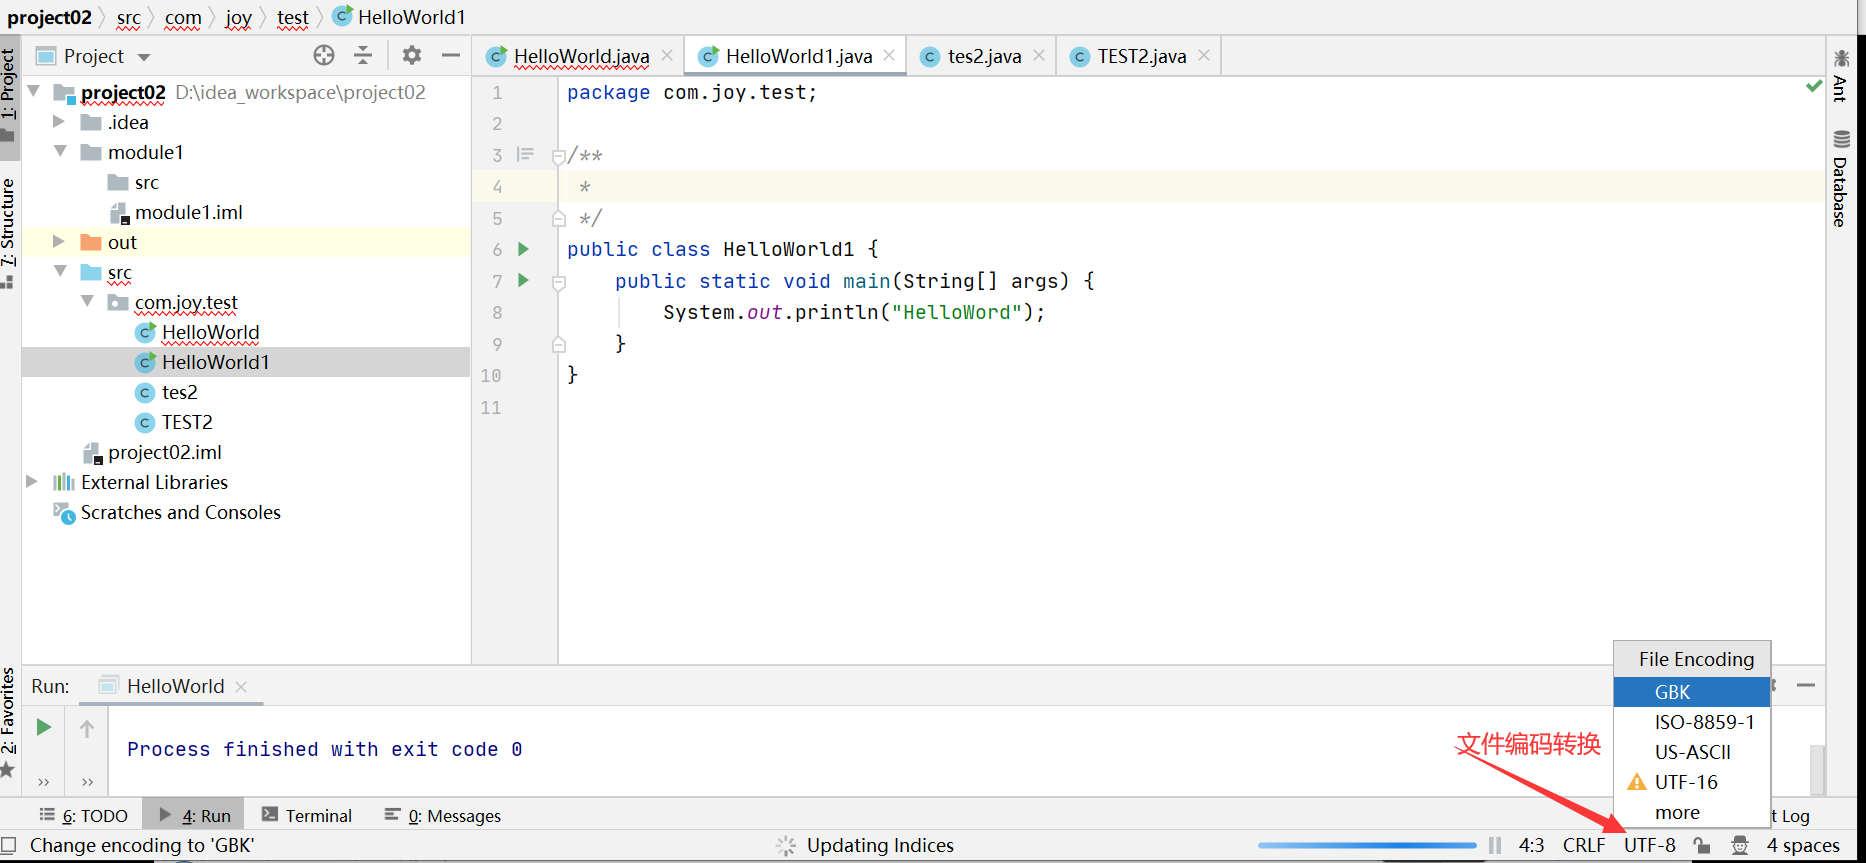 project02 src com joy test HelloWorld1
1: Project
7: Structure
2: Favorites
Project
project02 D:\idea_workspace\project02
.idea
module1
src
module1.iml
out
src
com.joy.test
HelloWorld
HelloWorld1
tes2
TEST2
project02.iml
External Libraries
Scratches and Consoles
HelloWorld.java HelloWorld1.java tes2.java TEST2.java
1 package com.joy.test;
2
3 /**
4  *
5  */
6 public class HelloWorld1 {
7     public static void main(String[] args) {
8         System.out.println("HelloWord");
9     }
10 }
11
Ant
Database
Run: HelloWorld
Process finished with exit code 0
File Encoding
GBK
ISO-8859-1
US-ASCII
UTF-16
more
文件编码转换
6: TODO 4: Run Terminal 0: Messages t Log
Change encoding to 'GBK' Updating Indices 4:3 CRLF UTF-8 4 spaces